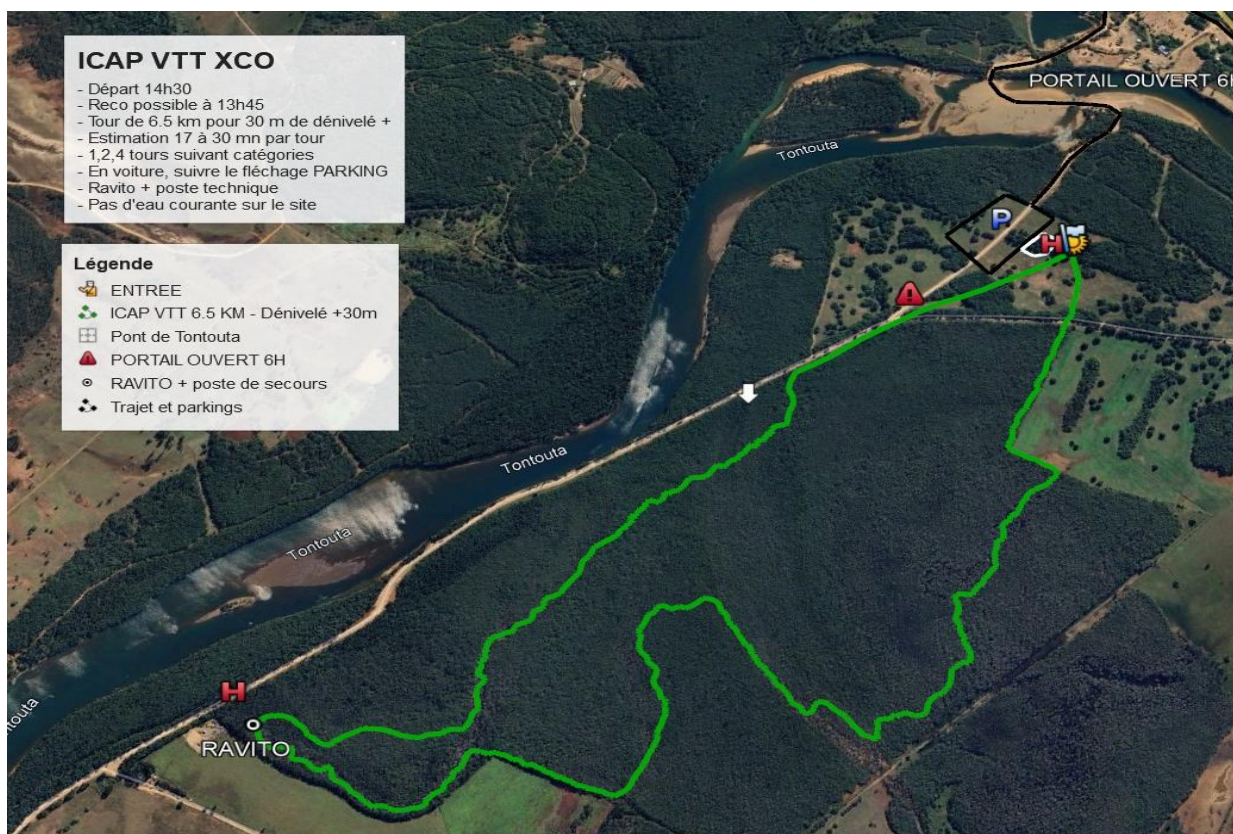 ICAP VTT XCO
- Départ 14h30
- Reco possible à 13h45
- Tour de 6.5 km pour 30 m de dénivelé +
- Estimation 17 à 30 mn par tour
- 1,2,4 tours suivant catégories
- En voiture, suivre le fléchage PARKING
- Ravito + poste technique
- Pas d'eau courante sur le site
Légende
ENTREE
ICAP VTT 6.5 KM - Dénivelé +30m
Pont de Tontouta
PORTAIL OUVERT 6H
RAVITO + poste de secours
Trajet et parkings
PORTAIL OUVERT 6H
Tontouta
P
H
Tontouta
Tontouta
H
RAVITO
ntouta